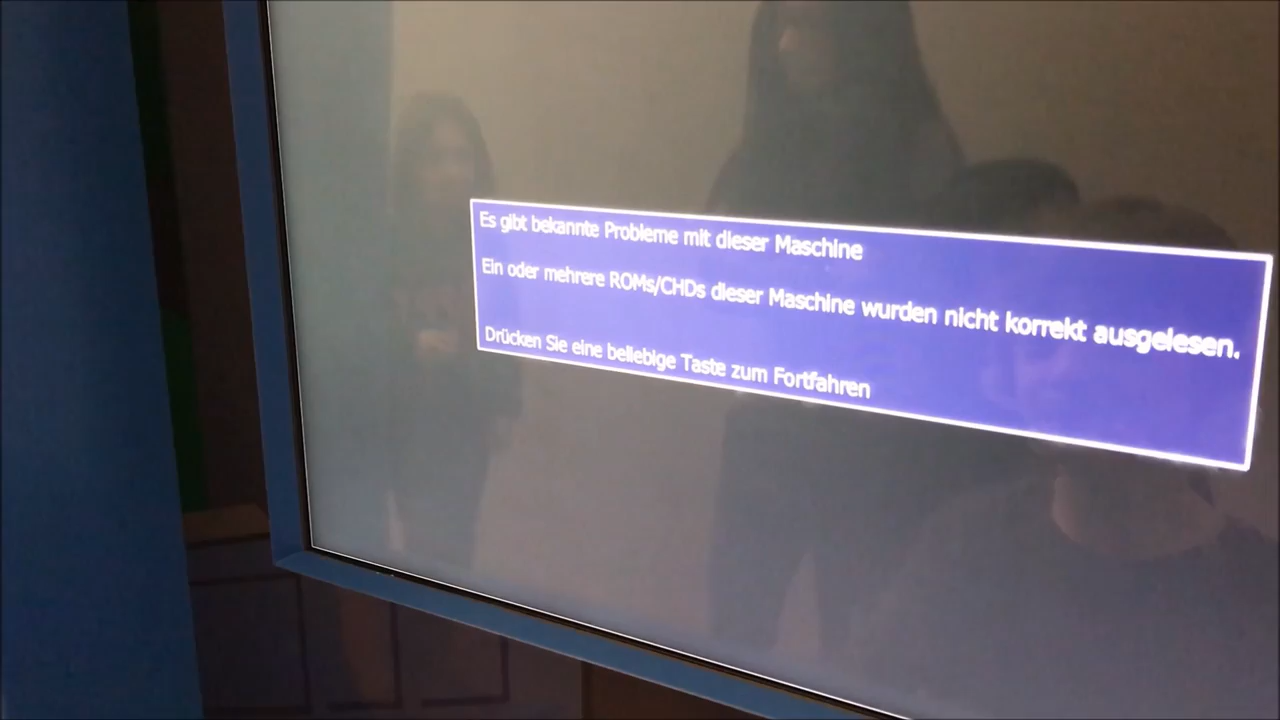 Es gibt bekannte Probleme mit dieser Maschine
Ein oder mehrere ROMs/CHDs dieser Maschine wurden nicht korrekt ausgelesen.
Drücken Sie eine beliebige Taste zum Fortfahren